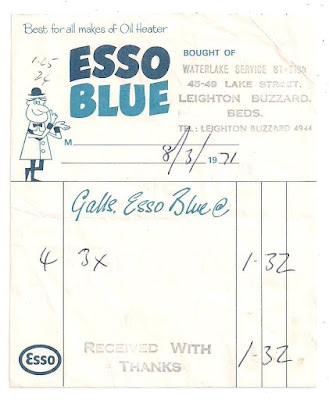 Best for all makes of Oil Heater
ESSO
BLUE
BOUGHT OF
WATERLAKE SERVICE STATION
45-49 LAKE STREET,
LEIGHTON BUZZARD,
BEDS.
TEL: LEIGHTON BUZZARD 4944
M
8/3/1971
Galls. Esso Blue @
4 3x 1-32
Esso
RECEIVED WITH
THANKS
1-32